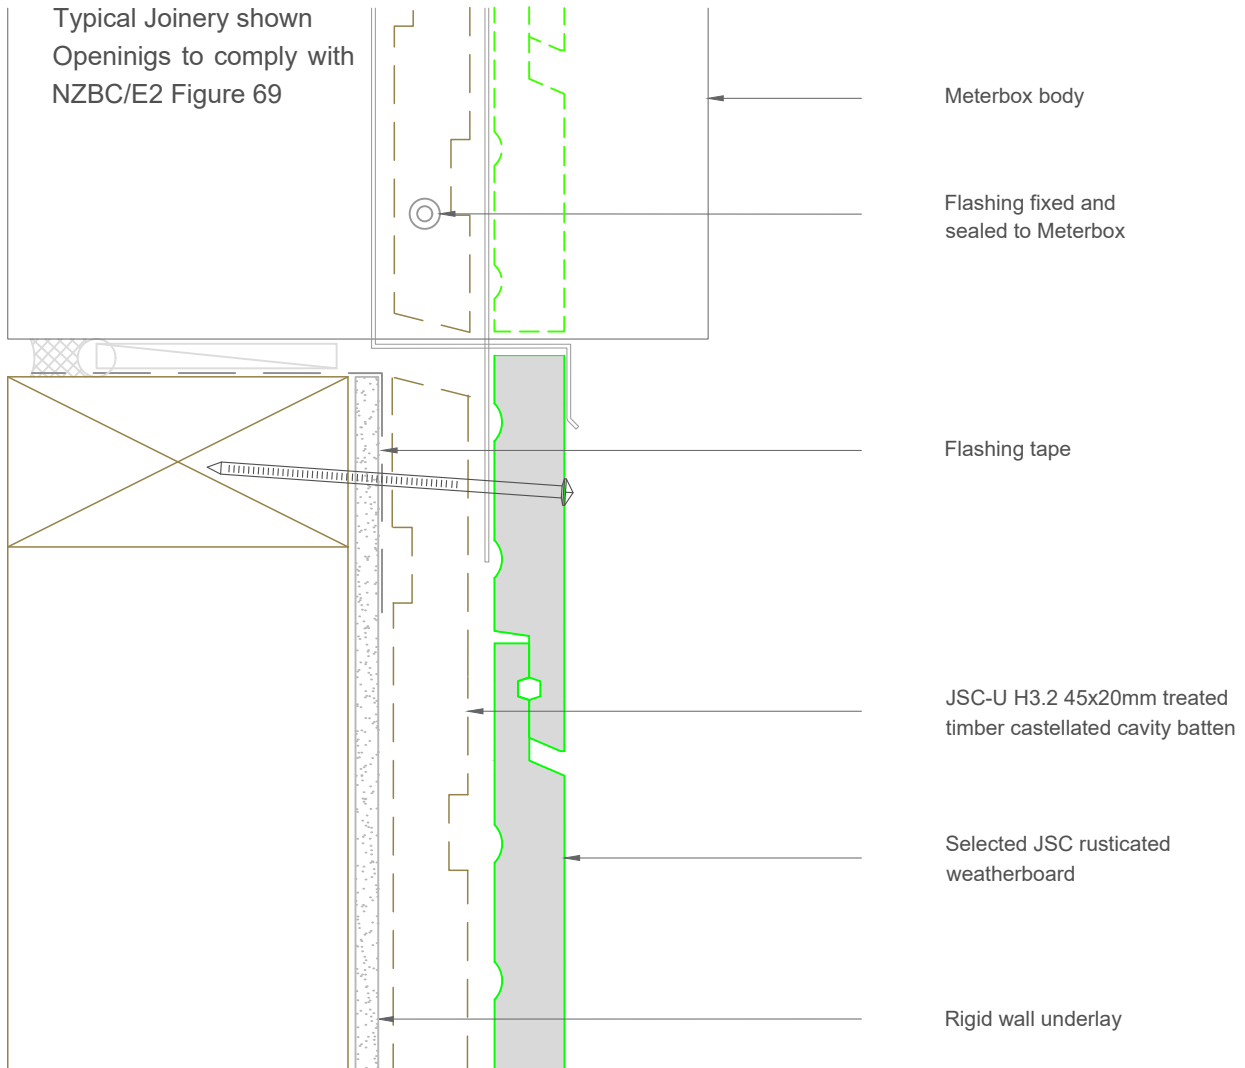 Typical Joinery shown
Openinigs to comply with
NZBC/E2 Figure 69
Meterbox body
Flashing fixed and
sealed to Meterbox
Flashing tape
JSC-U H3.2 45x20mm treated
timber castellated cavity batten
Selected JSC rusticated
weatherboard
Rigid wall underlay